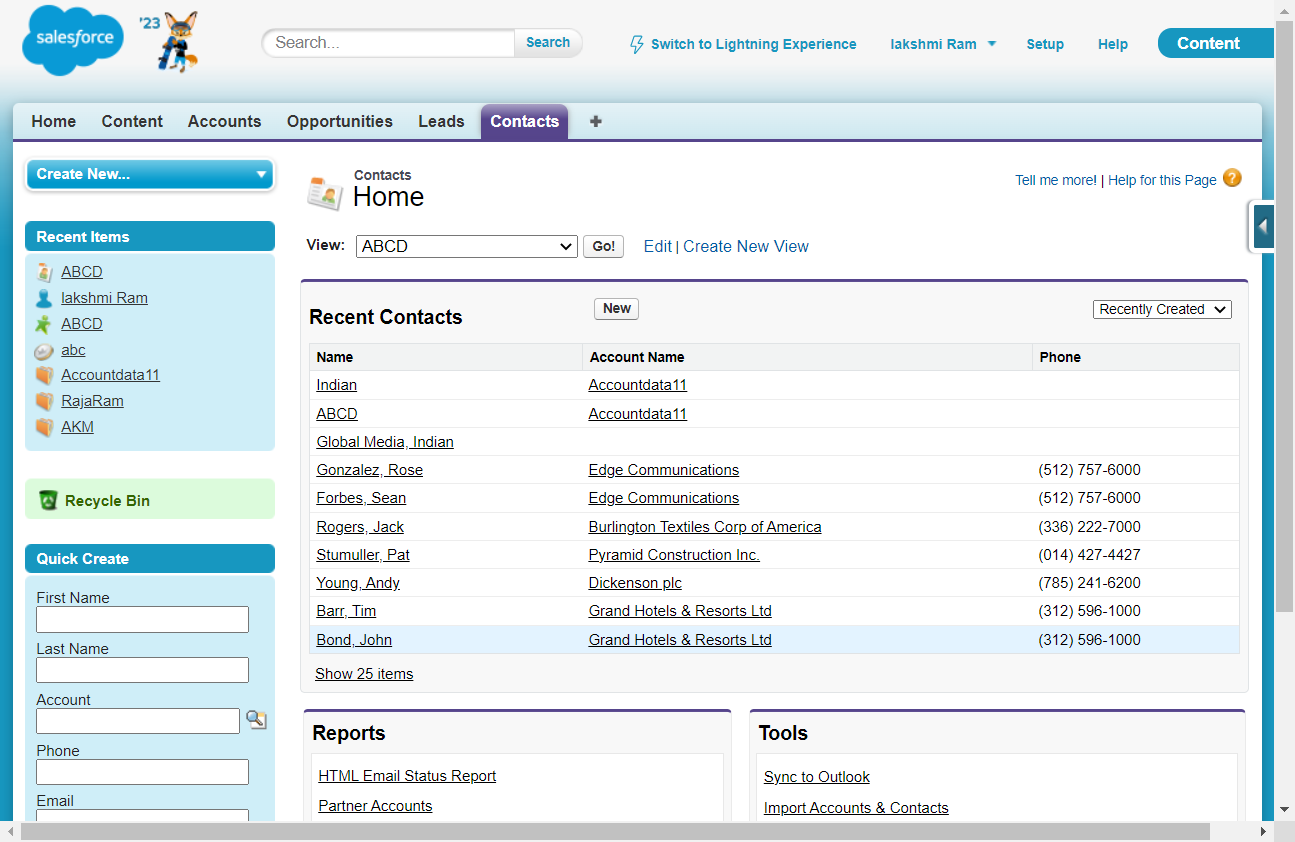 salesforce
'23
Search...
Search
Switch to Lightning Experience
lakshmi Ram
Setup
Help
Content
Home
Content
Accounts
Opportunities
Leads
Contacts
+
Create New...
Recent Items
ABCD
lakshmi Ram
ABCD
abc
Accountdata11
RajaRam
AKM
Recycle Bin
Quick Create
First Name
Last Name
Account
Phone
Email
Contacts
Home
Tell me more! | Help for this Page ?
View: ABCD Go! Edit | Create New View
Recent Contacts
New
Recently Created
Name Account Name Phone
Indian Accountdata11
ABCD Accountdata11
Global Media, Indian
Gonzalez, Rose Edge Communications (512) 757-6000
Forbes, Sean Edge Communications (512) 757-6000
Rogers, Jack Burlington Textiles Corp of America (336) 222-7000
Stumuller, Pat Pyramid Construction Inc. (014) 427-4427
Young, Andy Dickenson plc (785) 241-6200
Barr, Tim Grand Hotels & Resorts Ltd (312) 596-1000
Bond, John Grand Hotels & Resorts Ltd (312) 596-1000
Show 25 items
Reports
HTML Email Status Report
Partner Accounts
Tools
Sync to Outlook
Import Accounts & Contacts